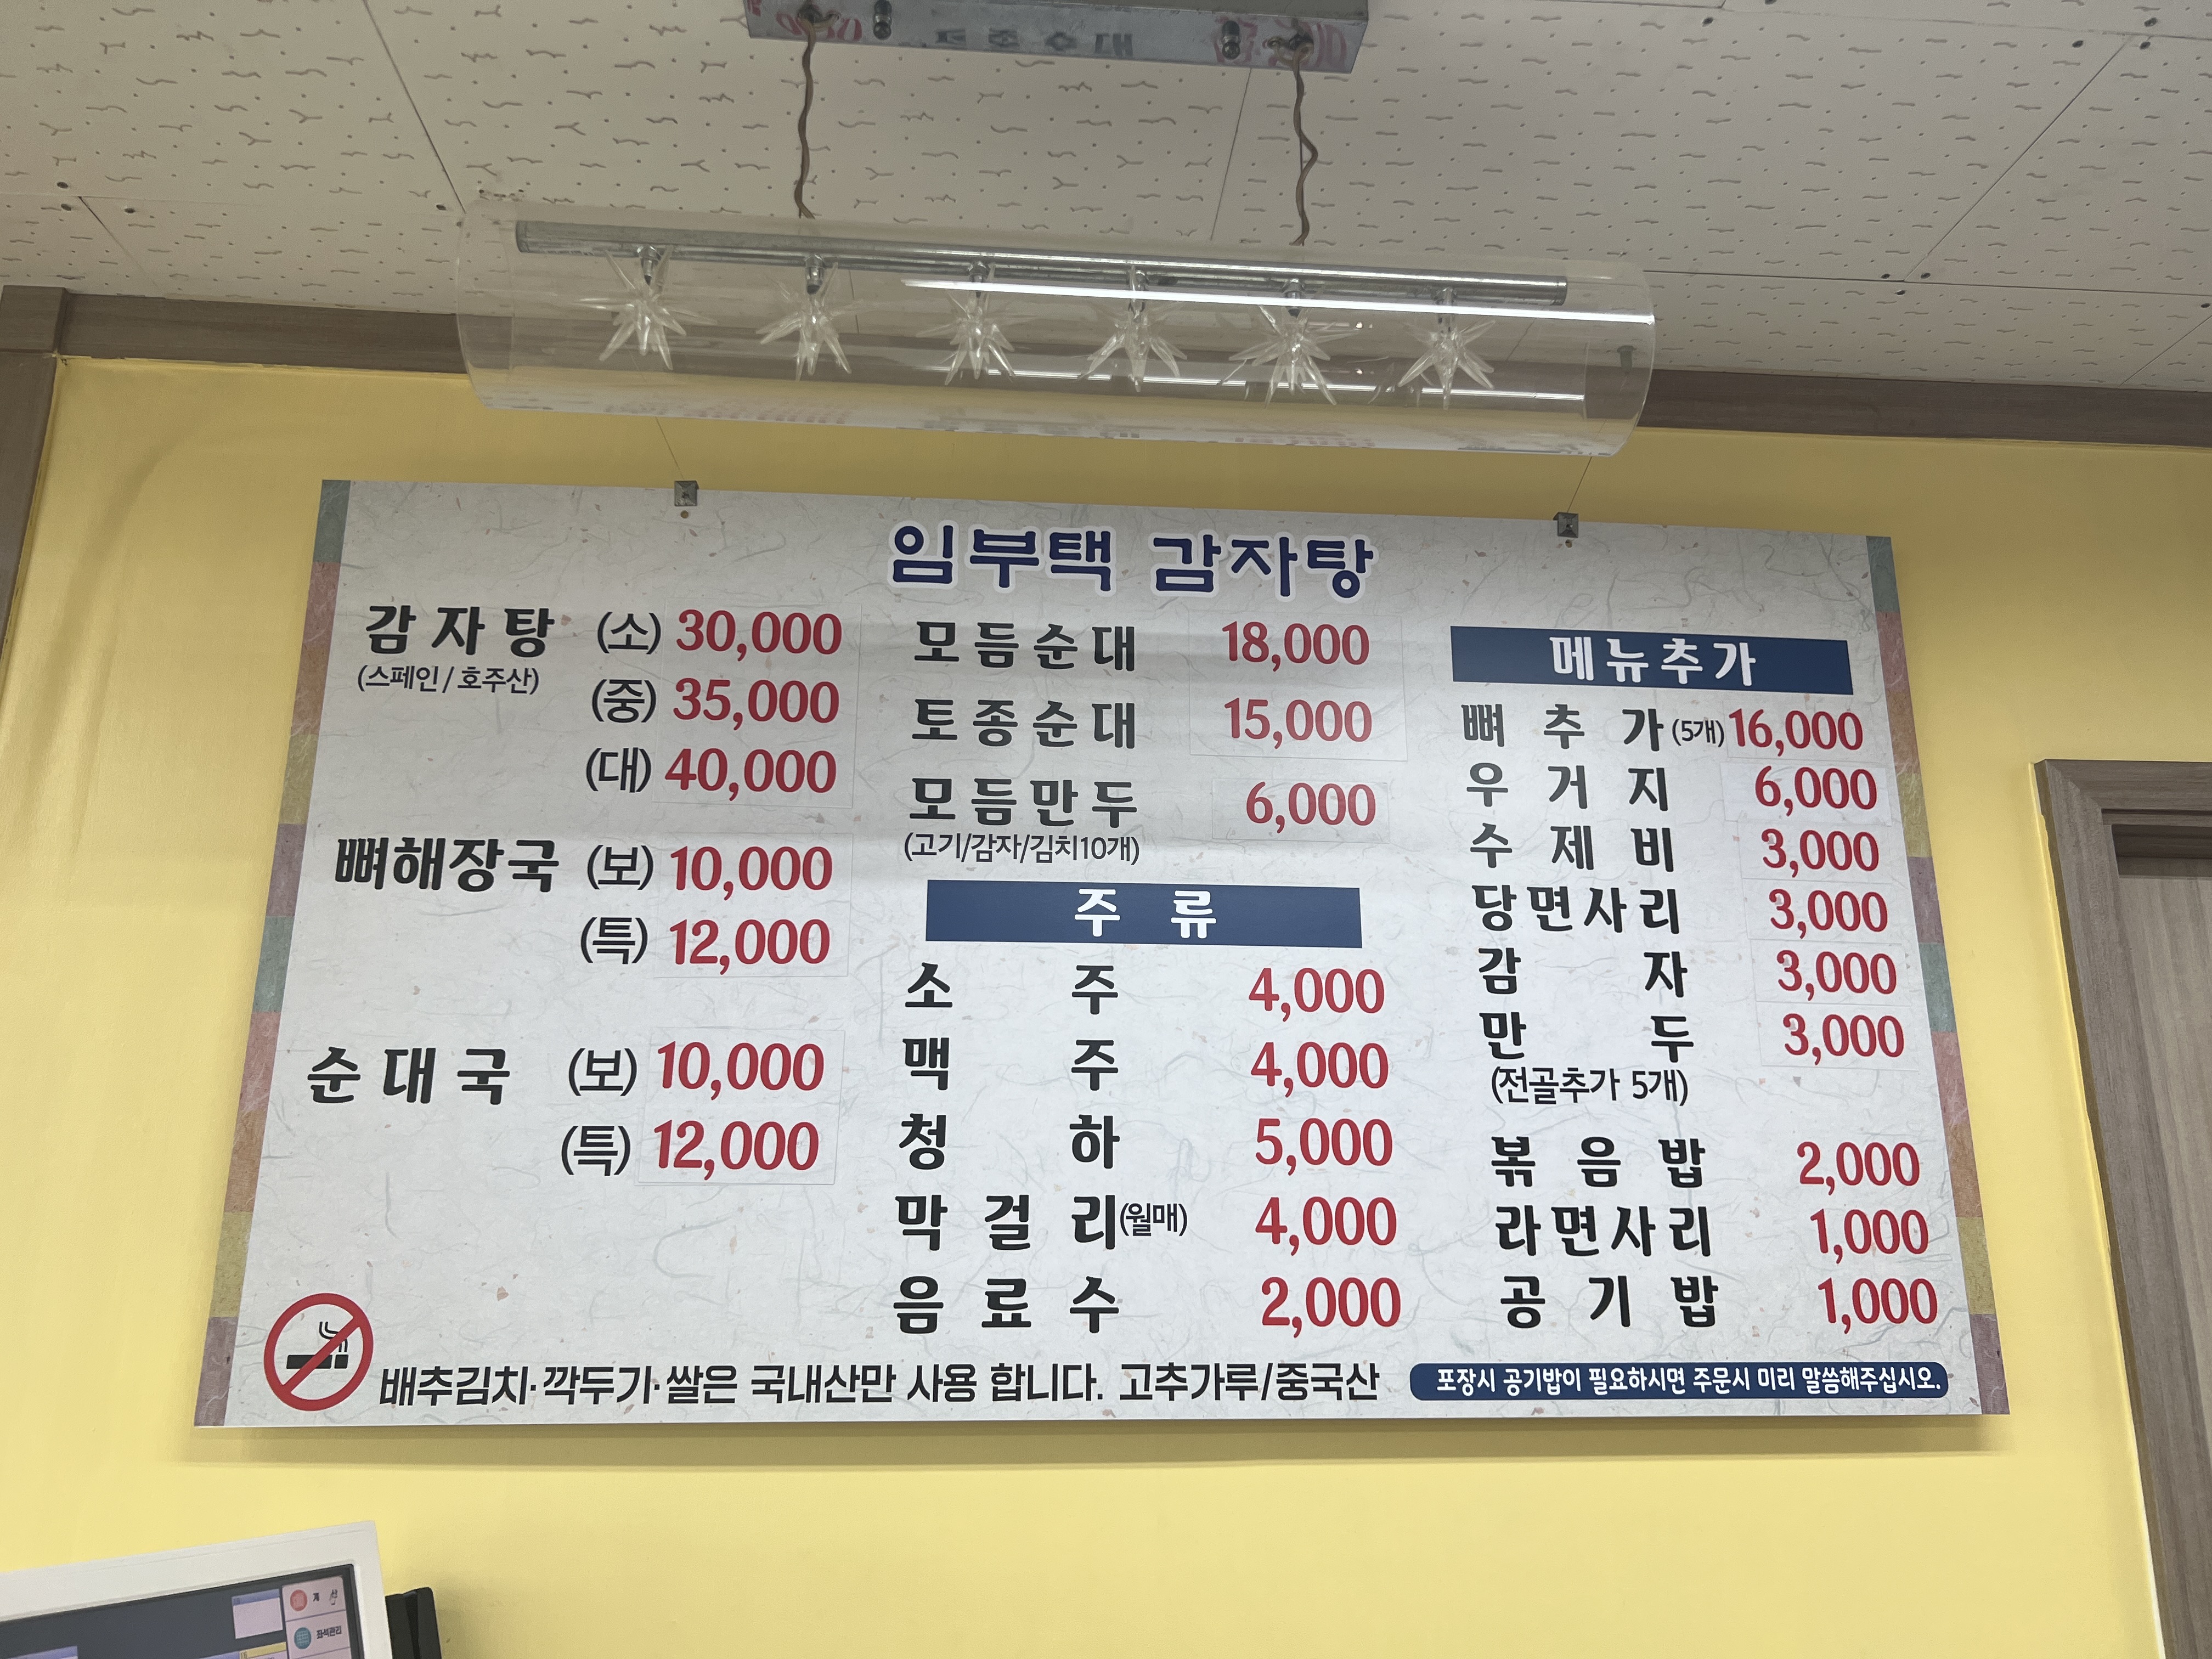 임부택 감자탕
감자탕 (소) 30,000
(스페인/호주산)
(중) 35,000
(대) 40,000
뼈해장국 (보) 10,000
(특) 12,000
순대국 (보) 10,000
(특) 12,000
모듬순대 18,000
토종순대 15,000
모듬만두 6,000
(고기/감자/김치10개)
주류
소주 4,000
맥주 4,000
청하 5,000
막걸리(월매) 4,000
음료수 2,000
메뉴추가
뼈추가(5개) 16,000
우거지 6,000
수제비 3,000
당면사리 3,000
감자 3,000
만두 3,000
(전골추가 5개)
볶음밥 2,000
라면사리 1,000
공기밥 1,000
배추김치·깍두기·쌀은 국내산만 사용 합니다. 고추가루/중국산
포장시 공기밥이 필요하시면 주문시 미리 말씀해주십시오.
계산
좌석관리